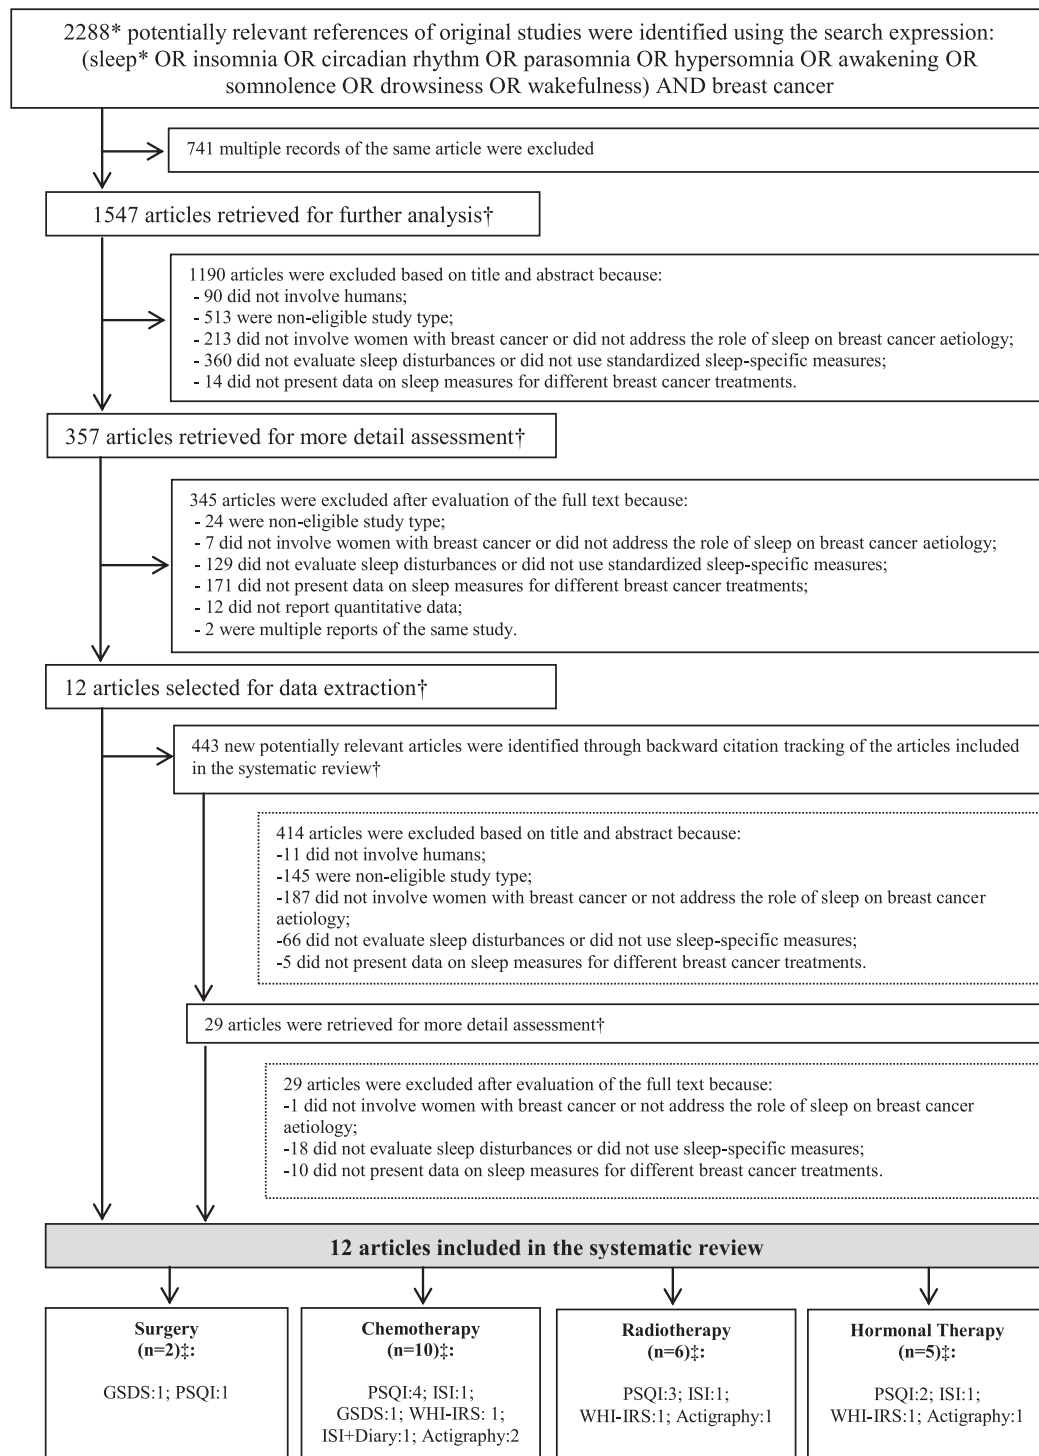 2288* potentially relevant references of original studies were identified using the search expression:
(sleep* OR insomnia OR circadian rhythm OR parasomnia OR hypersomnia OR awakening OR
somnolence OR drowsiness OR wakefulness) AND breast cancer
741 multiple records of the same article were excluded
1547 articles retrieved for further analysis†
1190 articles were excluded based on title and abstract because:
- 90 did not involve humans;
- 513 were non-eligible study type;
- 213 did not involve women with breast cancer or did not address the role of sleep on breast cancer aetiology;
- 360 did not evaluate sleep disturbances or did not use standardized sleep-specific measures;
- 14 did not present data on sleep measures for different breast cancer treatments.
357 articles retrieved for more detail assessment†
345 articles were excluded after evaluation of the full text because:
- 24 were non-eligible study type;
- 7 did not involve women with breast cancer or did not address the role of sleep on breast cancer aetiology;
- 129 did not evaluate sleep disturbances or did not use standardized sleep-specific measures;
- 171 did not present data on sleep measures for different breast cancer treatments;
- 12 did not report quantitative data;
- 2 were multiple reports of the same study.
12 articles selected for data extraction†
443 new potentially relevant articles were identified through backward citation tracking of the articles included
in the systematic review†
414 articles were excluded based on title and abstract because:
-11 did not involve humans;
-145 were non-eligible study type;
-187 did not involve women with breast cancer or not address the role of sleep on breast cancer
aetiology;
-66 did not evaluate sleep disturbances or did not use sleep-specific measures;
-5 did not present data on sleep measures for different breast cancer treatments.
29 articles were retrieved for more detail assessment†
29 articles were excluded after evaluation of the full text because:
-1 did not involve women with breast cancer or not address the role of sleep on breast cancer
aetiology;
-18 did not evaluate sleep disturbances or did not use sleep-specific measures;
-10 did not present data on sleep measures for different breast cancer treatments.
12 articles included in the systematic review
Surgery
(n=2)‡:
GSDS:1; PSQI:1
Chemotherapy
(n=10)‡:
PSQI:4; ISI:1;
GSDS:1; WHI-IRS: 1;
ISI+Diary:1; Actigraphy:2
Radiotherapy
(n=6)‡:
PSQI:3; ISI:1;
WHI-IRS:1; Actigraphy:1
Hormonal Therapy
(n=5)‡:
PSQI:2; ISI:1;
WHI-IRS:1; Actigraphy:1